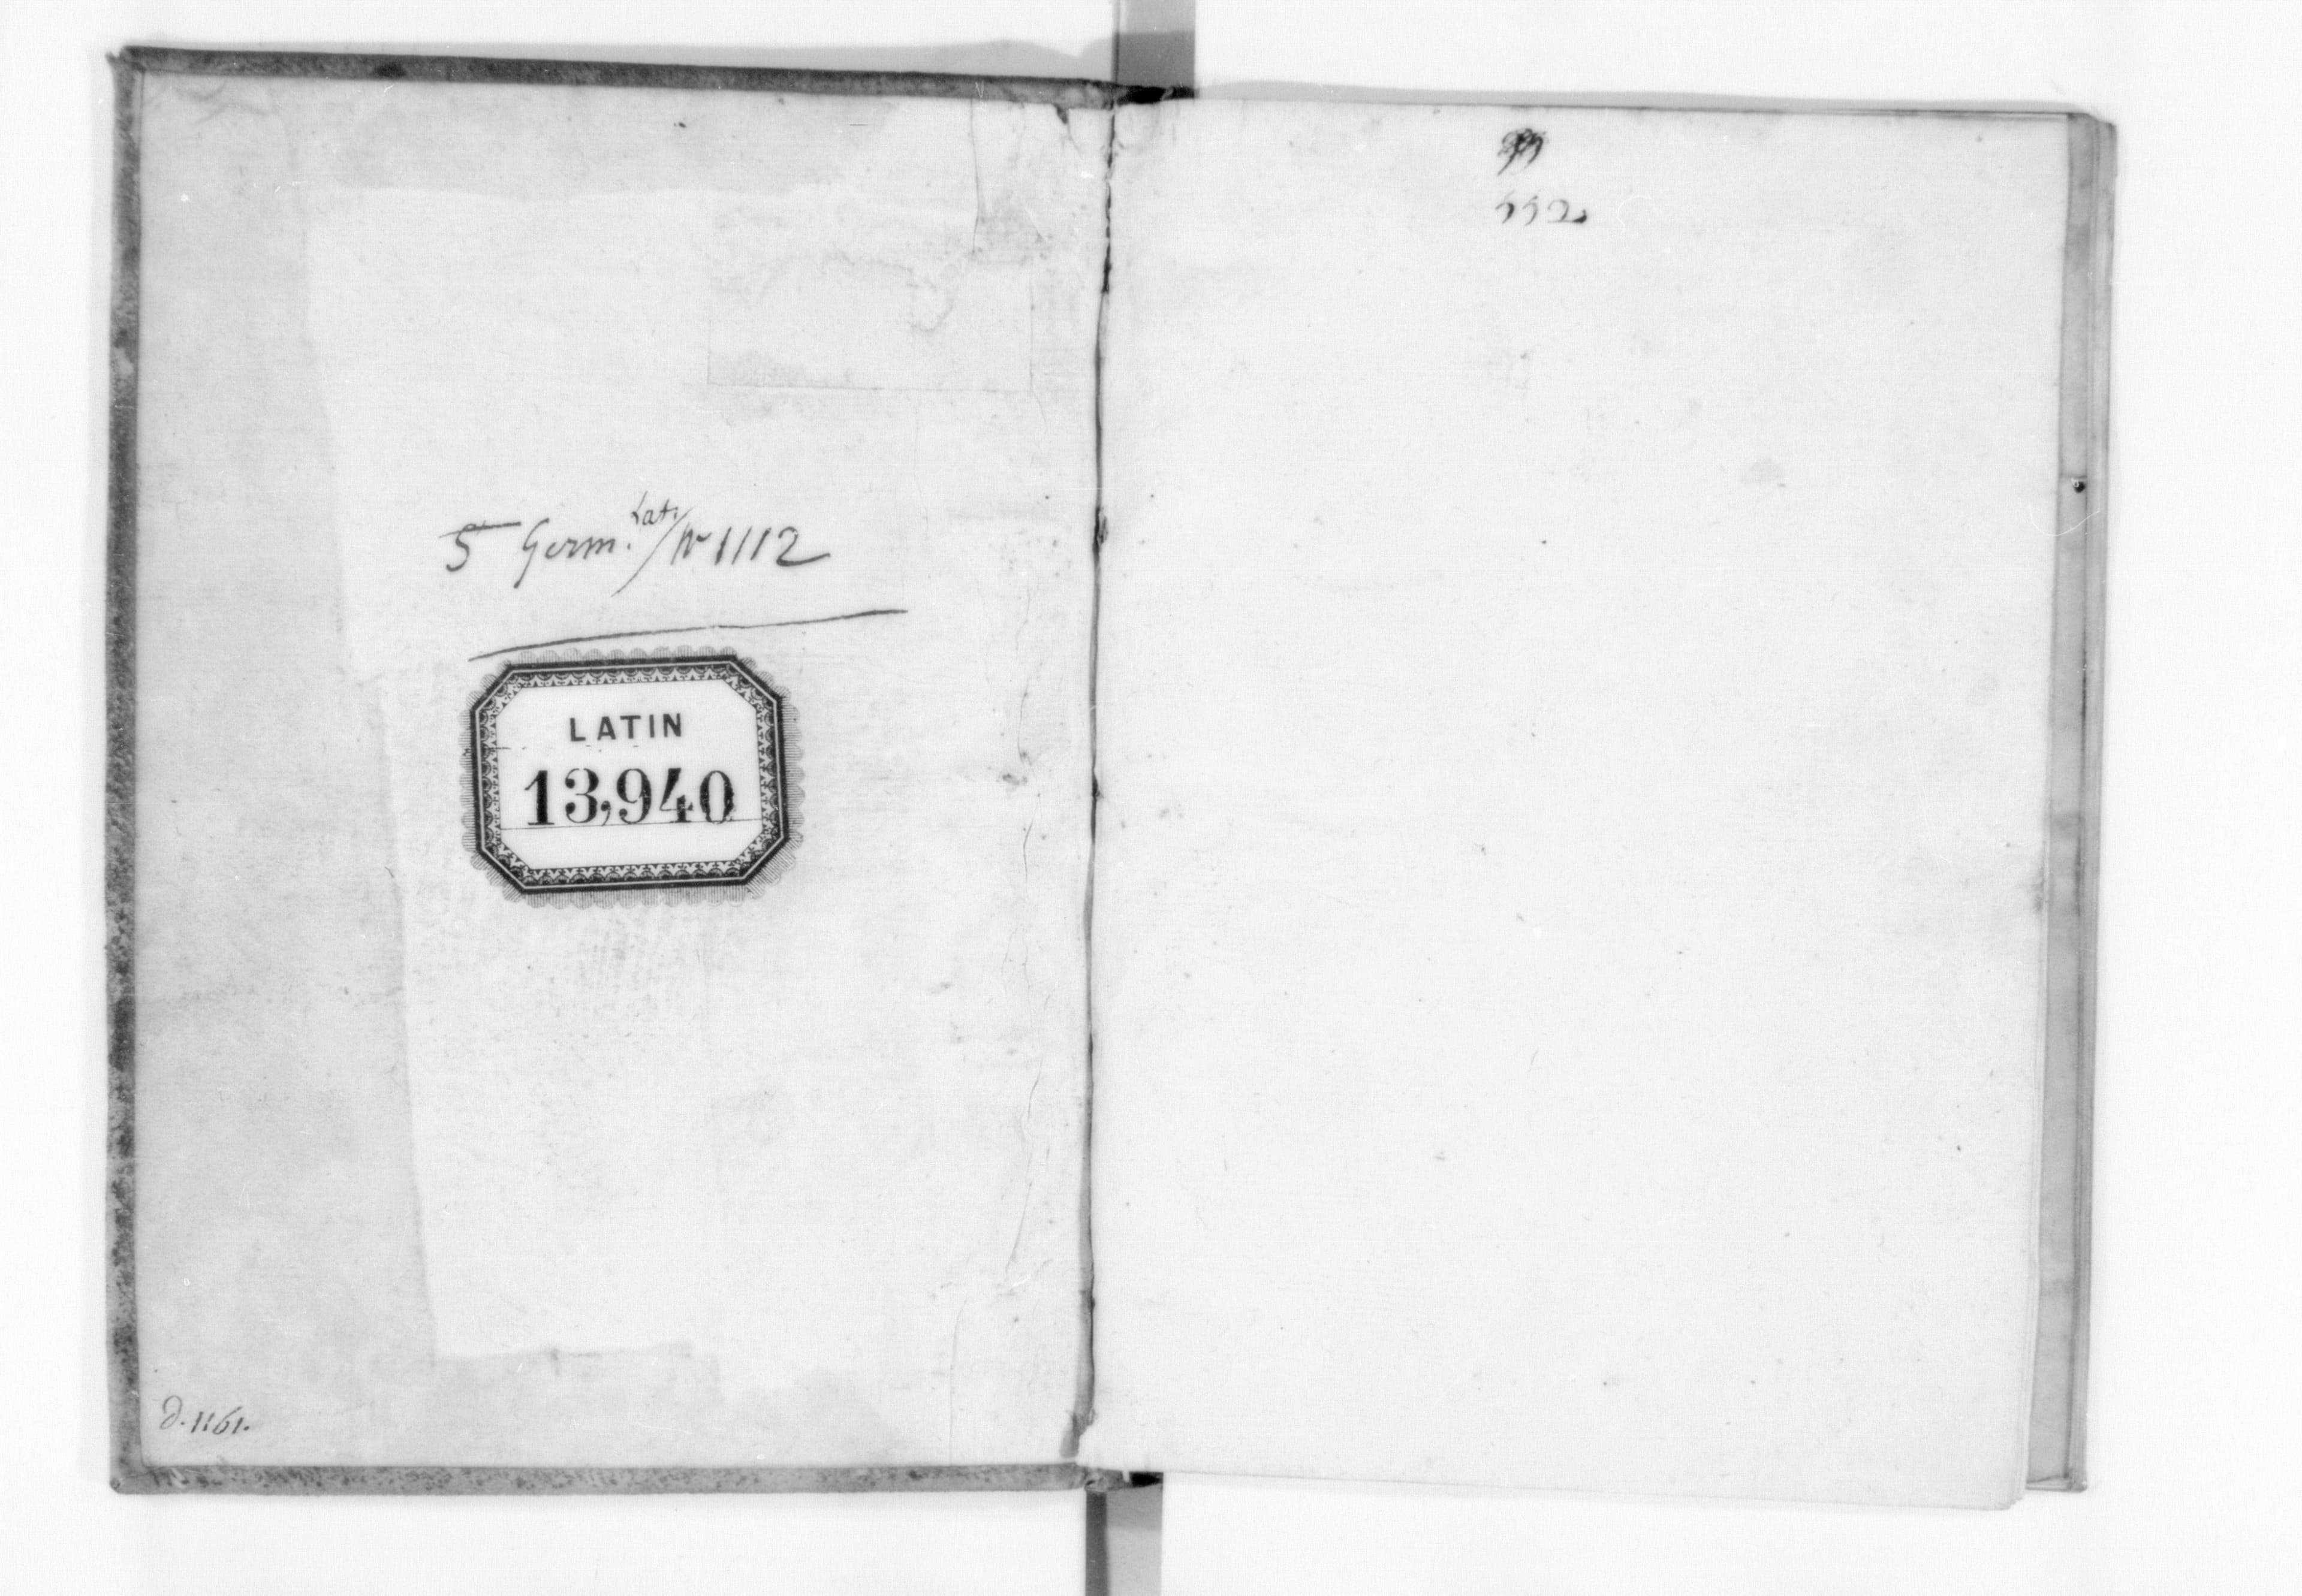 5 Germ. Lat. / N 1112
LATIN
13,940
d. 1161.
552.